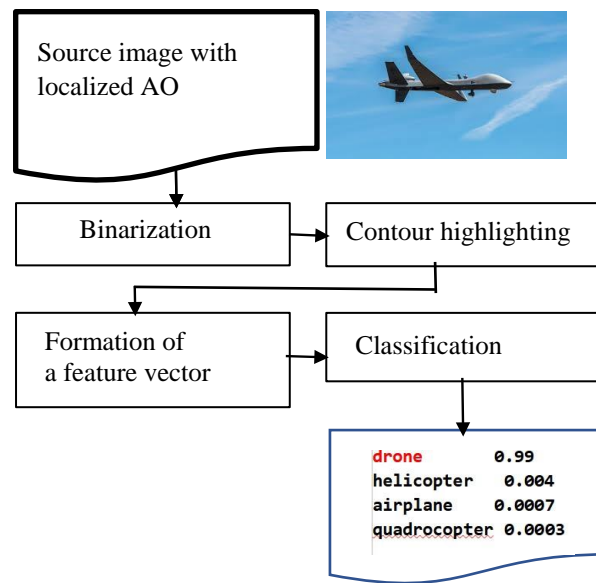 Source image with
localized AO
Binarization
Contour highlighting
Formation of
a feature vector
Classification
drone 0.99
helicopter 0.004
airplane 0.0007
quadrocopter 0.0003